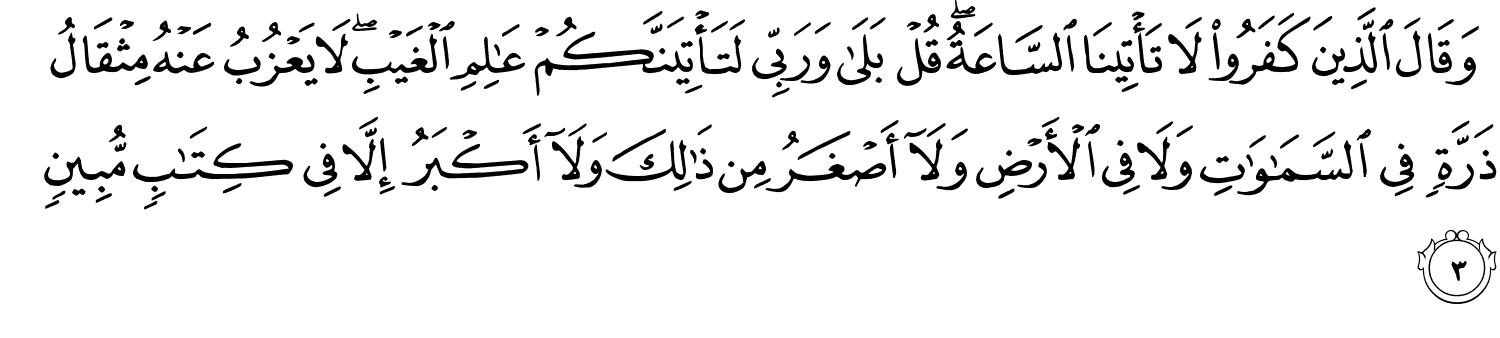 وَقَالَ ٱلَّذِينَ كَفَرُوا۟ لَا تَأْتِينَا ٱلسَّاعَةُ ۖ قُلْ بَلَىٰ وَرَبِّى لَتَأْتِيَنَّكُمْ عَـٰلِمِ ٱلْغَيْبِ ۖ لَا يَعْزُبُ عَنْهُ مِثْقَالُ
ذَرَّةٍ فِى ٱلسَّمَـٰوَٰتِ وَلَا فِى ٱلْأَرْضِ وَلَآ أَصْغَرُ مِن ذَٰلِكَ وَلَآ أَكْبَرُ إِلَّا فِى كِتَـٰبٍ مُّبِينٍ
٣